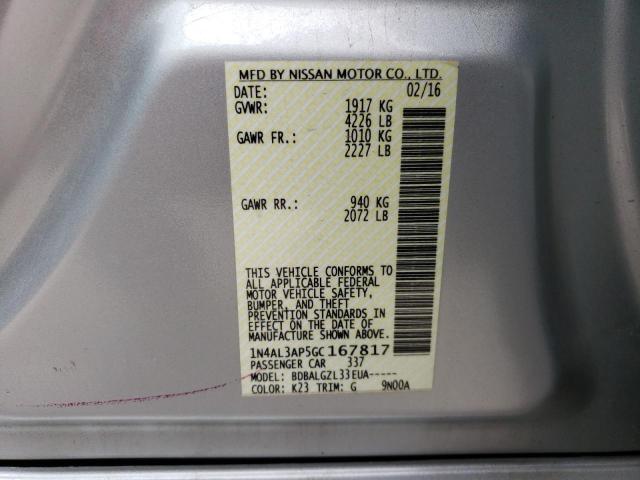 MFD BY NISSAN MOTOR CO., LTD.
DATE: 02/16
GVWR: 1917 KG
4226 LB
GAWR FR.: 1010 KG
2227 LB
GAWR RR.: 940 KG
2072 LB
THIS VEHICLE CONFORMS TO
ALL APPLICABLE FEDERAL
MOTOR VEHICLE SAFETY,
BUMPER, AND THEFT
PREVENTION STANDARDS IN
EFFECT ON THE DATE OF
MANUFACTURE SHOWN ABOVE.
1N4AL3AP5GC167817
PASSENGER CAR 337
MODEL: BDBALGZL33EUA-----
COLOR: K23 TRIM: G 9N00A